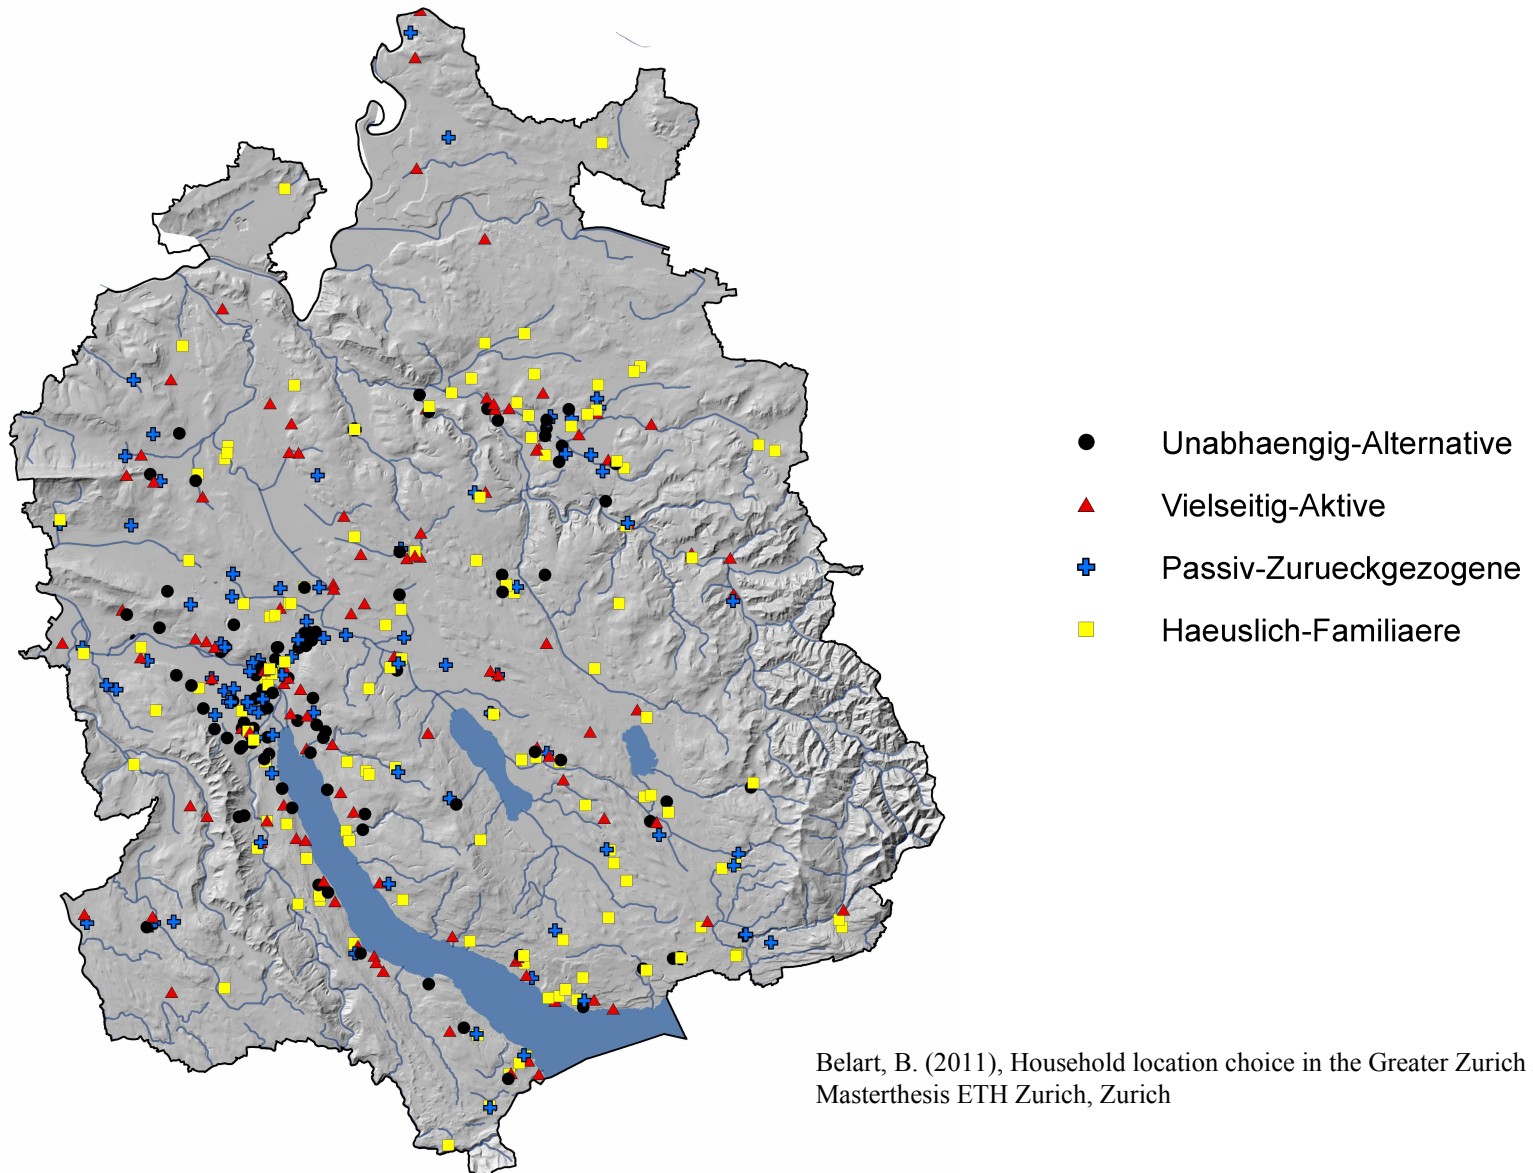 Unabhaengig-Alternative
Vielseitig-Aktive
Passiv-Zurueckgezogene
Haeuslich-Familiaere
Belart, B. (2011), Household location choice in the Greater Zurich
Masterthesis ETH Zurich, Zurich